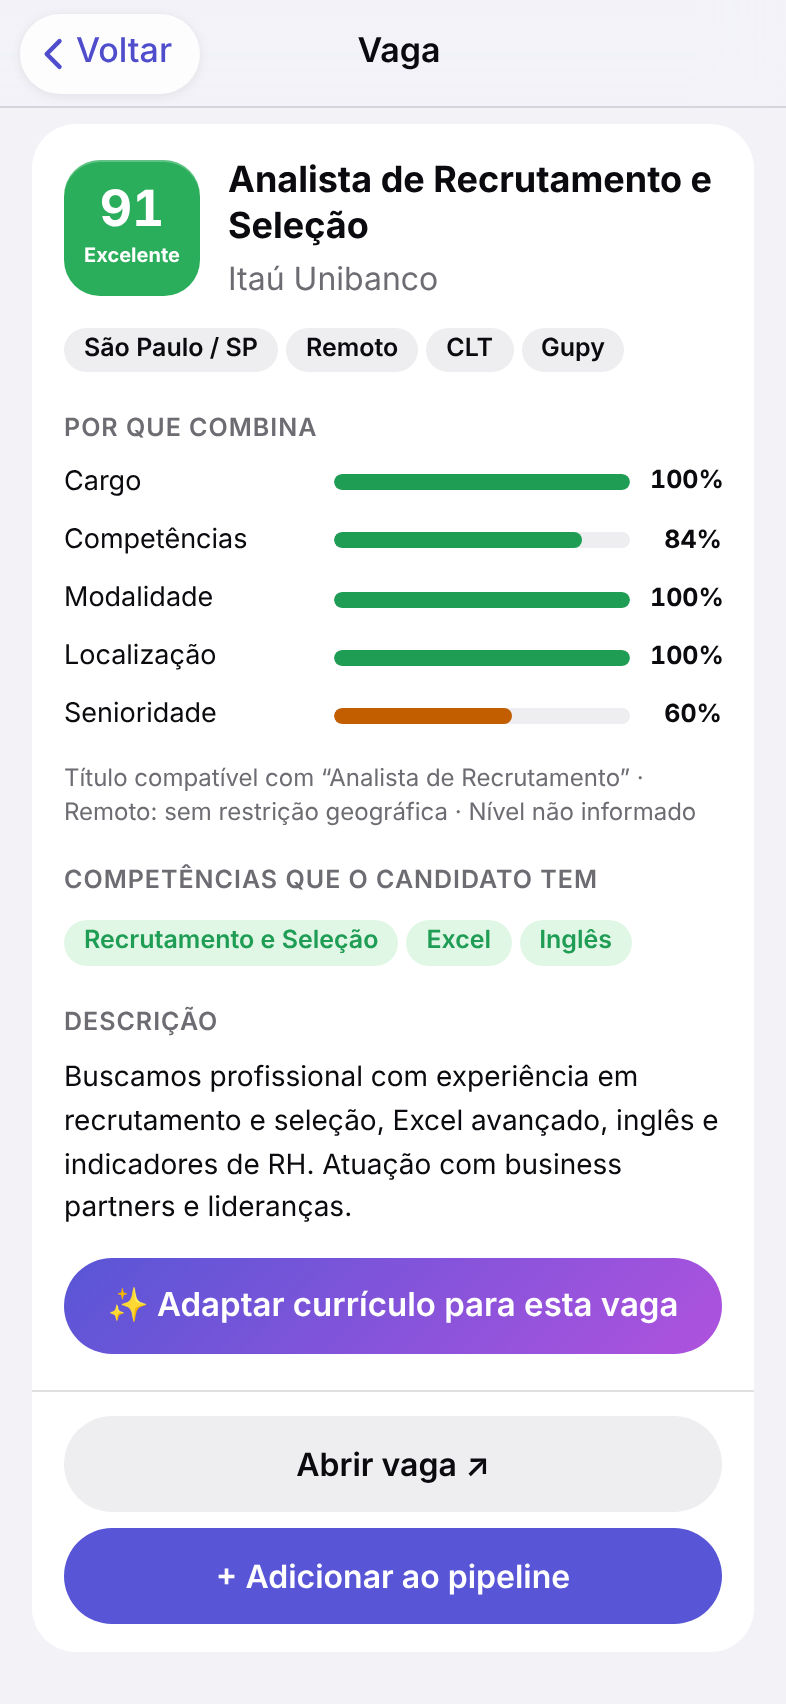 Voltar
Vaga
91
Excelente
Analista de Recrutamento e
Seleção
Itaú Unibanco
São Paulo / SP
Remoto
CLT
Gupy
POR QUE COMBINA
Cargo 100%
Competências 84%
Modalidade 100%
Localização 100%
Senioridade 60%
Título compatível com “Analista de Recrutamento” ·
Remoto: sem restrição geográfica · Nível não informado
COMPETÊNCIAS QUE O CANDIDATO TEM
Recrutamento e Seleção
Excel
Inglês
DESCRIÇÃO
Buscamos profissional com experiência em
recrutamento e seleção, Excel avançado, inglês e
indicadores de RH. Atuação com business
partners e lideranças.
✨ Adaptar currículo para esta vaga
Abrir vaga ↗
+ Adicionar ao pipeline